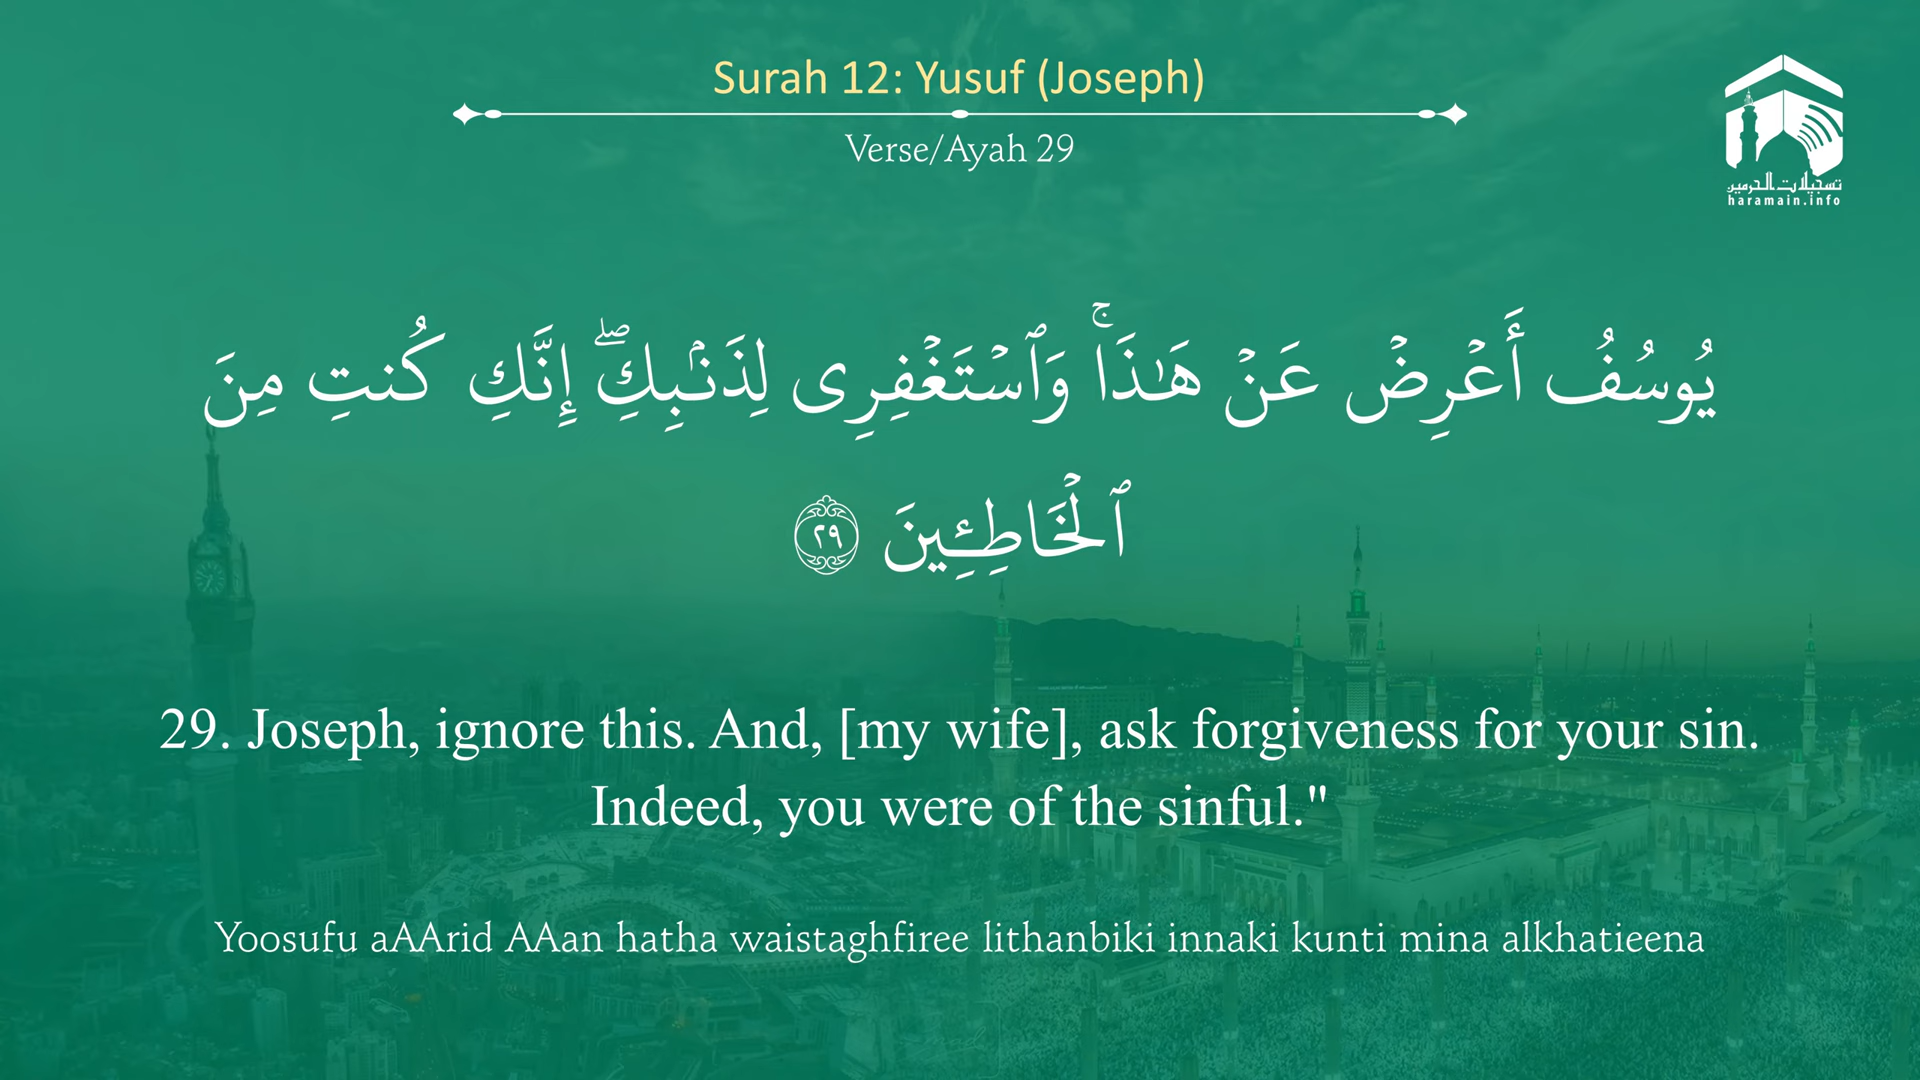 Surah 12: Yusuf (Joseph)
Verse/Ayah 29
تسجيلات الحرمين
haramain.info
يُوسُفُ أَعْرِضْ عَنْ هَـٰذَا ۚ وَٱسْتَغْفِرِى لِذَنۢبِكِ ۖ إِنَّكِ كُنتِ مِنَ
ٱلْخَاطِـِٔينَ ٢٩
29. Joseph, ignore this. And, [my wife], ask forgiveness for your sin.
Indeed, you were of the sinful."
Yoosufu aAArid AAan hatha waistaghfiree lithanbiki innaki kunti mina alkhatieena